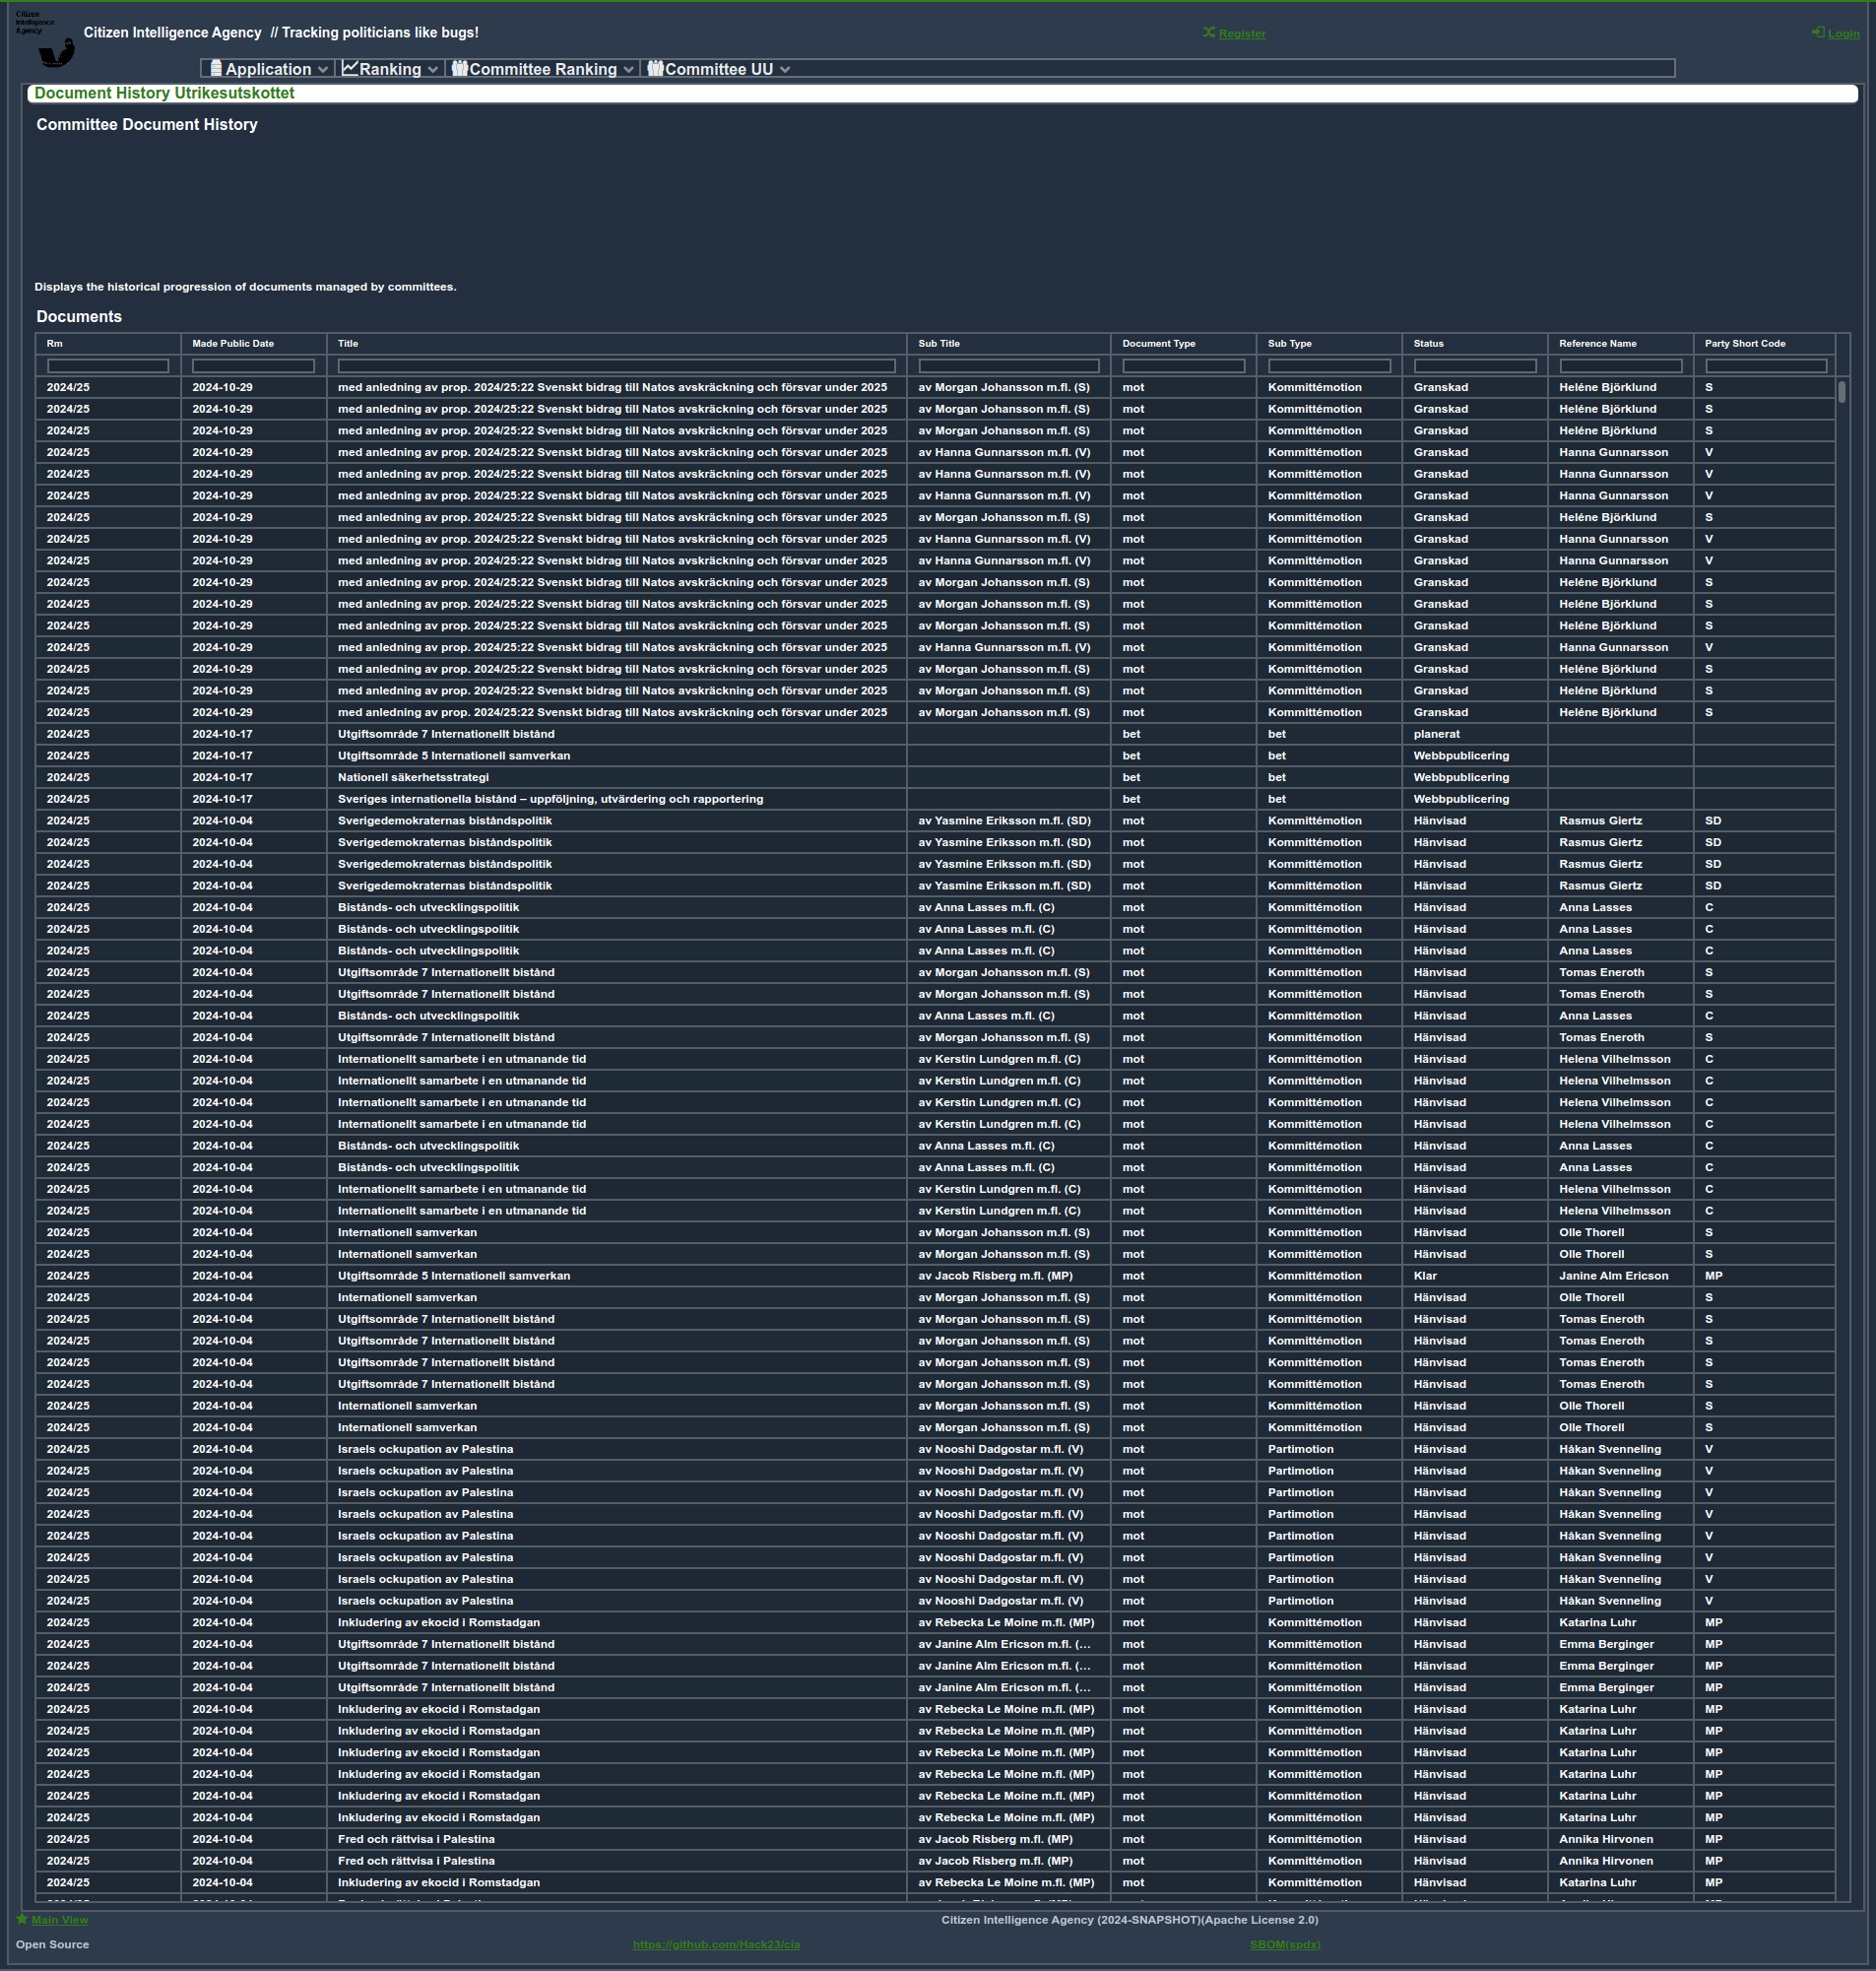 Citizen
Intelligence
Agency
Citizen Intelligence Agency // Tracking politicians like bugs!
Register
Login
Application Ranking Committee Ranking Committee UU
Document History Utrikesutskottet
Committee Document History
Displays the historical progression of documents managed by committees.
Documents
Rm Made Public Date Title Sub Title Document Type Sub Type Status Reference Name Party Short Code
2024/25 2024-10-29 med anledning av prop. 2024/25:22 Svenskt bidrag till Natos avskräckning och försvar under 2025 av Morgan Johansson m.fl. (S) mot Kommittémotion Granskad Heléne Björklund S
2024/25 2024-10-29 med anledning av prop. 2024/25:22 Svenskt bidrag till Natos avskräckning och försvar under 2025 av Morgan Johansson m.fl. (S) mot Kommittémotion Granskad Heléne Björklund S
2024/25 2024-10-29 med anledning av prop. 2024/25:22 Svenskt bidrag till Natos avskräckning och försvar under 2025 av Morgan Johansson m.fl. (S) mot Kommittémotion Granskad Heléne Björklund S
2024/25 2024-10-29 med anledning av prop. 2024/25:22 Svenskt bidrag till Natos avskräckning och försvar under 2025 av Hanna Gunnarsson m.fl. (V) mot Kommittémotion Granskad Hanna Gunnarsson V
2024/25 2024-10-29 med anledning av prop. 2024/25:22 Svenskt bidrag till Natos avskräckning och försvar under 2025 av Hanna Gunnarsson m.fl. (V) mot Kommittémotion Granskad Hanna Gunnarsson V
2024/25 2024-10-29 med anledning av prop. 2024/25:22 Svenskt bidrag till Natos avskräckning och försvar under 2025 av Hanna Gunnarsson m.fl. (V) mot Kommittémotion Granskad Hanna Gunnarsson V
2024/25 2024-10-29 med anledning av prop. 2024/25:22 Svenskt bidrag till Natos avskräckning och försvar under 2025 av Morgan Johansson m.fl. (S) mot Kommittémotion Granskad Heléne Björklund S
2024/25 2024-10-29 med anledning av prop. 2024/25:22 Svenskt bidrag till Natos avskräckning och försvar under 2025 av Hanna Gunnarsson m.fl. (V) mot Kommittémotion Granskad Hanna Gunnarsson V
2024/25 2024-10-29 med anledning av prop. 2024/25:22 Svenskt bidrag till Natos avskräckning och försvar under 2025 av Hanna Gunnarsson m.fl. (V) mot Kommittémotion Granskad Hanna Gunnarsson V
2024/25 2024-10-29 med anledning av prop. 2024/25:22 Svenskt bidrag till Natos avskräckning och försvar under 2025 av Morgan Johansson m.fl. (S) mot Kommittémotion Granskad Heléne Björklund S
2024/25 2024-10-29 med anledning av prop. 2024/25:22 Svenskt bidrag till Natos avskräckning och försvar under 2025 av Morgan Johansson m.fl. (S) mot Kommittémotion Granskad Heléne Björklund S
2024/25 2024-10-29 med anledning av prop. 2024/25:22 Svenskt bidrag till Natos avskräckning och försvar under 2025 av Morgan Johansson m.fl. (S) mot Kommittémotion Granskad Heléne Björklund S
2024/25 2024-10-29 med anledning av prop. 2024/25:22 Svenskt bidrag till Natos avskräckning och försvar under 2025 av Hanna Gunnarsson m.fl. (V) mot Kommittémotion Granskad Hanna Gunnarsson V
2024/25 2024-10-29 med anledning av prop. 2024/25:22 Svenskt bidrag till Natos avskräckning och försvar under 2025 av Morgan Johansson m.fl. (S) mot Kommittémotion Granskad Heléne Björklund S
2024/25 2024-10-29 med anledning av prop. 2024/25:22 Svenskt bidrag till Natos avskräckning och försvar under 2025 av Morgan Johansson m.fl. (S) mot Kommittémotion Granskad Heléne Björklund S
2024/25 2024-10-29 med anledning av prop. 2024/25:22 Svenskt bidrag till Natos avskräckning och försvar under 2025 av Morgan Johansson m.fl. (S) mot Kommittémotion Granskad Heléne Björklund S
2024/25 2024-10-17 Utgiftsområde 7 Internationellt bistånd bet bet planerat
2024/25 2024-10-17 Utgiftsområde 5 Internationell samverkan bet bet Webbpublicering
2024/25 2024-10-17 Nationell säkerhetsstrategi bet bet Webbpublicering
2024/25 2024-10-17 Sveriges internationella bistånd – uppföljning, utvärdering och rapportering bet bet Webbpublicering
2024/25 2024-10-04 Sverigedemokraternas biståndspolitik av Yasmine Eriksson m.fl. (SD) mot Kommittémotion Hänvisad Rasmus Giertz SD
2024/25 2024-10-04 Sverigedemokraternas biståndspolitik av Yasmine Eriksson m.fl. (SD) mot Kommittémotion Hänvisad Rasmus Giertz SD
2024/25 2024-10-04 Sverigedemokraternas biståndspolitik av Yasmine Eriksson m.fl. (SD) mot Kommittémotion Hänvisad Rasmus Giertz SD
2024/25 2024-10-04 Sverigedemokraternas biståndspolitik av Yasmine Eriksson m.fl. (SD) mot Kommittémotion Hänvisad Rasmus Giertz SD
2024/25 2024-10-04 Bistånds- och utvecklingspolitik av Anna Lasses m.fl. (C) mot Kommittémotion Hänvisad Anna Lasses C
2024/25 2024-10-04 Bistånds- och utvecklingspolitik av Anna Lasses m.fl. (C) mot Kommittémotion Hänvisad Anna Lasses C
2024/25 2024-10-04 Bistånds- och utvecklingspolitik av Anna Lasses m.fl. (C) mot Kommittémotion Hänvisad Anna Lasses C
2024/25 2024-10-04 Utgiftsområde 7 Internationellt bistånd av Morgan Johansson m.fl. (S) mot Kommittémotion Hänvisad Tomas Eneroth S
2024/25 2024-10-04 Utgiftsområde 7 Internationellt bistånd av Morgan Johansson m.fl. (S) mot Kommittémotion Hänvisad Tomas Eneroth S
2024/25 2024-10-04 Bistånds- och utvecklingspolitik av Anna Lasses m.fl. (C) mot Kommittémotion Hänvisad Anna Lasses C
2024/25 2024-10-04 Utgiftsområde 7 Internationellt bistånd av Morgan Johansson m.fl. (S) mot Kommittémotion Hänvisad Tomas Eneroth S
2024/25 2024-10-04 Internationellt samarbete i en utmanande tid av Kerstin Lundgren m.fl. (C) mot Kommittémotion Hänvisad Helena Vilhelmsson C
2024/25 2024-10-04 Internationellt samarbete i en utmanande tid av Kerstin Lundgren m.fl. (C) mot Kommittémotion Hänvisad Helena Vilhelmsson C
2024/25 2024-10-04 Internationellt samarbete i en utmanande tid av Kerstin Lundgren m.fl. (C) mot Kommittémotion Hänvisad Helena Vilhelmsson C
2024/25 2024-10-04 Internationellt samarbete i en utmanande tid av Kerstin Lundgren m.fl. (C) mot Kommittémotion Hänvisad Helena Vilhelmsson C
2024/25 2024-10-04 Bistånds- och utvecklingspolitik av Anna Lasses m.fl. (C) mot Kommittémotion Hänvisad Anna Lasses C
2024/25 2024-10-04 Bistånds- och utvecklingspolitik av Anna Lasses m.fl. (C) mot Kommittémotion Hänvisad Anna Lasses C
2024/25 2024-10-04 Internationellt samarbete i en utmanande tid av Kerstin Lundgren m.fl. (C) mot Kommittémotion Hänvisad Helena Vilhelmsson C
2024/25 2024-10-04 Internationellt samarbete i en utmanande tid av Kerstin Lundgren m.fl. (C) mot Kommittémotion Hänvisad Helena Vilhelmsson C
2024/25 2024-10-04 Internationell samverkan av Morgan Johansson m.fl. (S) mot Kommittémotion Hänvisad Olle Thorell S
2024/25 2024-10-04 Internationell samverkan av Morgan Johansson m.fl. (S) mot Kommittémotion Hänvisad Olle Thorell S
2024/25 2024-10-04 Utgiftsområde 5 Internationell samverkan av Jacob Risberg m.fl. (MP) mot Kommittémotion Klar Janine Alm Ericson MP
2024/25 2024-10-04 Internationell samverkan av Morgan Johansson m.fl. (S) mot Kommittémotion Hänvisad Olle Thorell S
2024/25 2024-10-04 Utgiftsområde 7 Internationellt bistånd av Morgan Johansson m.fl. (S) mot Kommittémotion Hänvisad Tomas Eneroth S
2024/25 2024-10-04 Utgiftsområde 7 Internationellt bistånd av Morgan Johansson m.fl. (S) mot Kommittémotion Hänvisad Tomas Eneroth S
2024/25 2024-10-04 Utgiftsområde 7 Internationellt bistånd av Morgan Johansson m.fl. (S) mot Kommittémotion Hänvisad Tomas Eneroth S
2024/25 2024-10-04 Utgiftsområde 7 Internationellt bistånd av Morgan Johansson m.fl. (S) mot Kommittémotion Hänvisad Tomas Eneroth S
2024/25 2024-10-04 Internationell samverkan av Morgan Johansson m.fl. (S) mot Kommittémotion Hänvisad Olle Thorell S
2024/25 2024-10-04 Internationell samverkan av Morgan Johansson m.fl. (S) mot Kommittémotion Hänvisad Olle Thorell S
2024/25 2024-10-04 Israels ockupation av Palestina av Nooshi Dadgostar m.fl. (V) mot Partimotion Hänvisad Håkan Svenneling V
2024/25 2024-10-04 Israels ockupation av Palestina av Nooshi Dadgostar m.fl. (V) mot Partimotion Hänvisad Håkan Svenneling V
2024/25 2024-10-04 Israels ockupation av Palestina av Nooshi Dadgostar m.fl. (V) mot Partimotion Hänvisad Håkan Svenneling V
2024/25 2024-10-04 Israels ockupation av Palestina av Nooshi Dadgostar m.fl. (V) mot Partimotion Hänvisad Håkan Svenneling V
2024/25 2024-10-04 Israels ockupation av Palestina av Nooshi Dadgostar m.fl. (V) mot Partimotion Hänvisad Håkan Svenneling V
2024/25 2024-10-04 Israels ockupation av Palestina av Nooshi Dadgostar m.fl. (V) mot Partimotion Hänvisad Håkan Svenneling V
2024/25 2024-10-04 Israels ockupation av Palestina av Nooshi Dadgostar m.fl. (V) mot Partimotion Hänvisad Håkan Svenneling V
2024/25 2024-10-04 Israels ockupation av Palestina av Nooshi Dadgostar m.fl. (V) mot Partimotion Hänvisad Håkan Svenneling V
2024/25 2024-10-04 Inkludering av ekocid i Romstadgan av Rebecka Le Moine m.fl. (MP) mot Kommittémotion Hänvisad Katarina Luhr MP
2024/25 2024-10-04 Utgiftsområde 7 Internationellt bistånd av Janine Alm Ericson m.fl. (... mot Kommittémotion Hänvisad Emma Berginger MP
2024/25 2024-10-04 Utgiftsområde 7 Internationellt bistånd av Janine Alm Ericson m.fl. (... mot Kommittémotion Hänvisad Emma Berginger MP
2024/25 2024-10-04 Utgiftsområde 7 Internationellt bistånd av Janine Alm Ericson m.fl. (... mot Kommittémotion Hänvisad Emma Berginger MP
2024/25 2024-10-04 Inkludering av ekocid i Romstadgan av Rebecka Le Moine m.fl. (MP) mot Kommittémotion Hänvisad Katarina Luhr MP
2024/25 2024-10-04 Inkludering av ekocid i Romstadgan av Rebecka Le Moine m.fl. (MP) mot Kommittémotion Hänvisad Katarina Luhr MP
2024/25 2024-10-04 Inkludering av ekocid i Romstadgan av Rebecka Le Moine m.fl. (MP) mot Kommittémotion Hänvisad Katarina Luhr MP
2024/25 2024-10-04 Inkludering av ekocid i Romstadgan av Rebecka Le Moine m.fl. (MP) mot Kommittémotion Hänvisad Katarina Luhr MP
2024/25 2024-10-04 Inkludering av ekocid i Romstadgan av Rebecka Le Moine m.fl. (MP) mot Kommittémotion Hänvisad Katarina Luhr MP
2024/25 2024-10-04 Inkludering av ekocid i Romstadgan av Rebecka Le Moine m.fl. (MP) mot Kommittémotion Hänvisad Katarina Luhr MP
2024/25 2024-10-04 Fred och rättvisa i Palestina av Jacob Risberg m.fl. (MP) mot Kommittémotion Hänvisad Annika Hirvonen MP
2024/25 2024-10-04 Fred och rättvisa i Palestina av Jacob Risberg m.fl. (MP) mot Kommittémotion Hänvisad Annika Hirvonen MP
2024/25 2024-10-04 Inkludering av ekocid i Romstadgan av Rebecka Le Moine m.fl. (MP) mot Kommittémotion Hänvisad Katarina Luhr MP
Main View Citizen Intelligence Agency (2024-SNAPSHOT)(Apache License 2.0)
Open Source https://github.com/Hack23/cia SBOM(spdx)